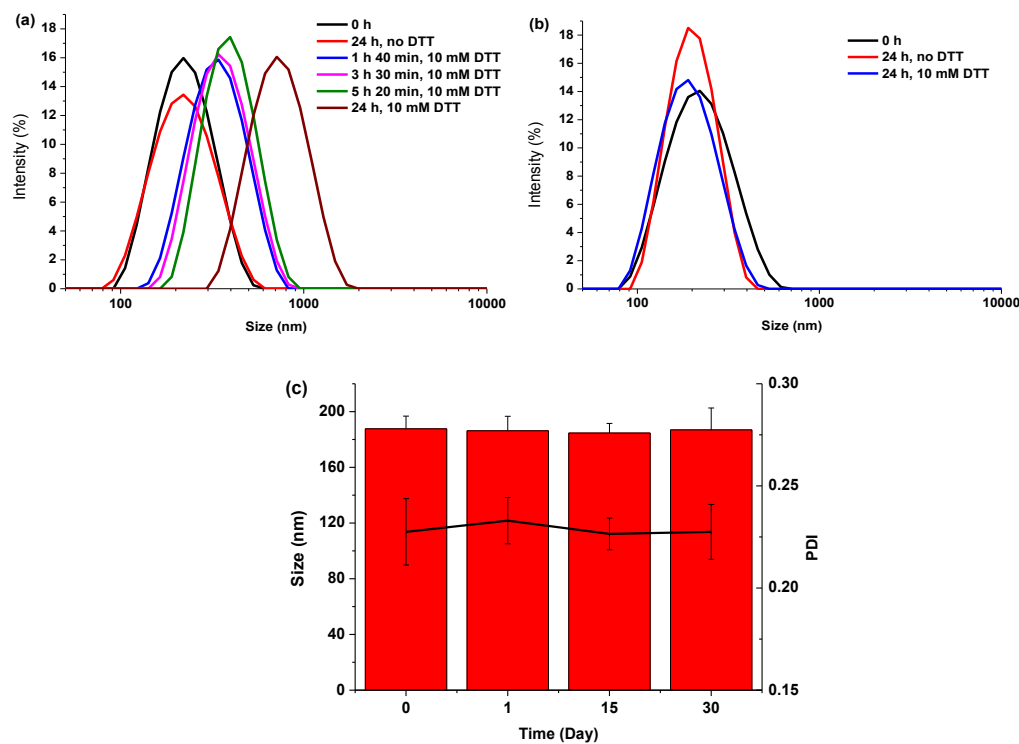 (a)
0 h
24 h, no DTT
1 h 40 min, 10 mM DTT
3 h 30 min, 10 mM DTT
5 h 20 min, 10 mM DTT
24 h, 10 mM DTT
18
16
14
12
10
8
6
4
2
0
Intensity (%)
100
1000
10000
Size (nm)
(b)
0 h
24 h, no DTT
24 h, 10 mM DTT
18
16
14
12
10
8
6
4
2
0
Intensity (%)
100
1000
10000
Size (nm)
(c)
200
160
120
80
40
0
Size (nm)
0.30
0.25
0.20
0.15
PDI
0
1
15
30
Time (Day)